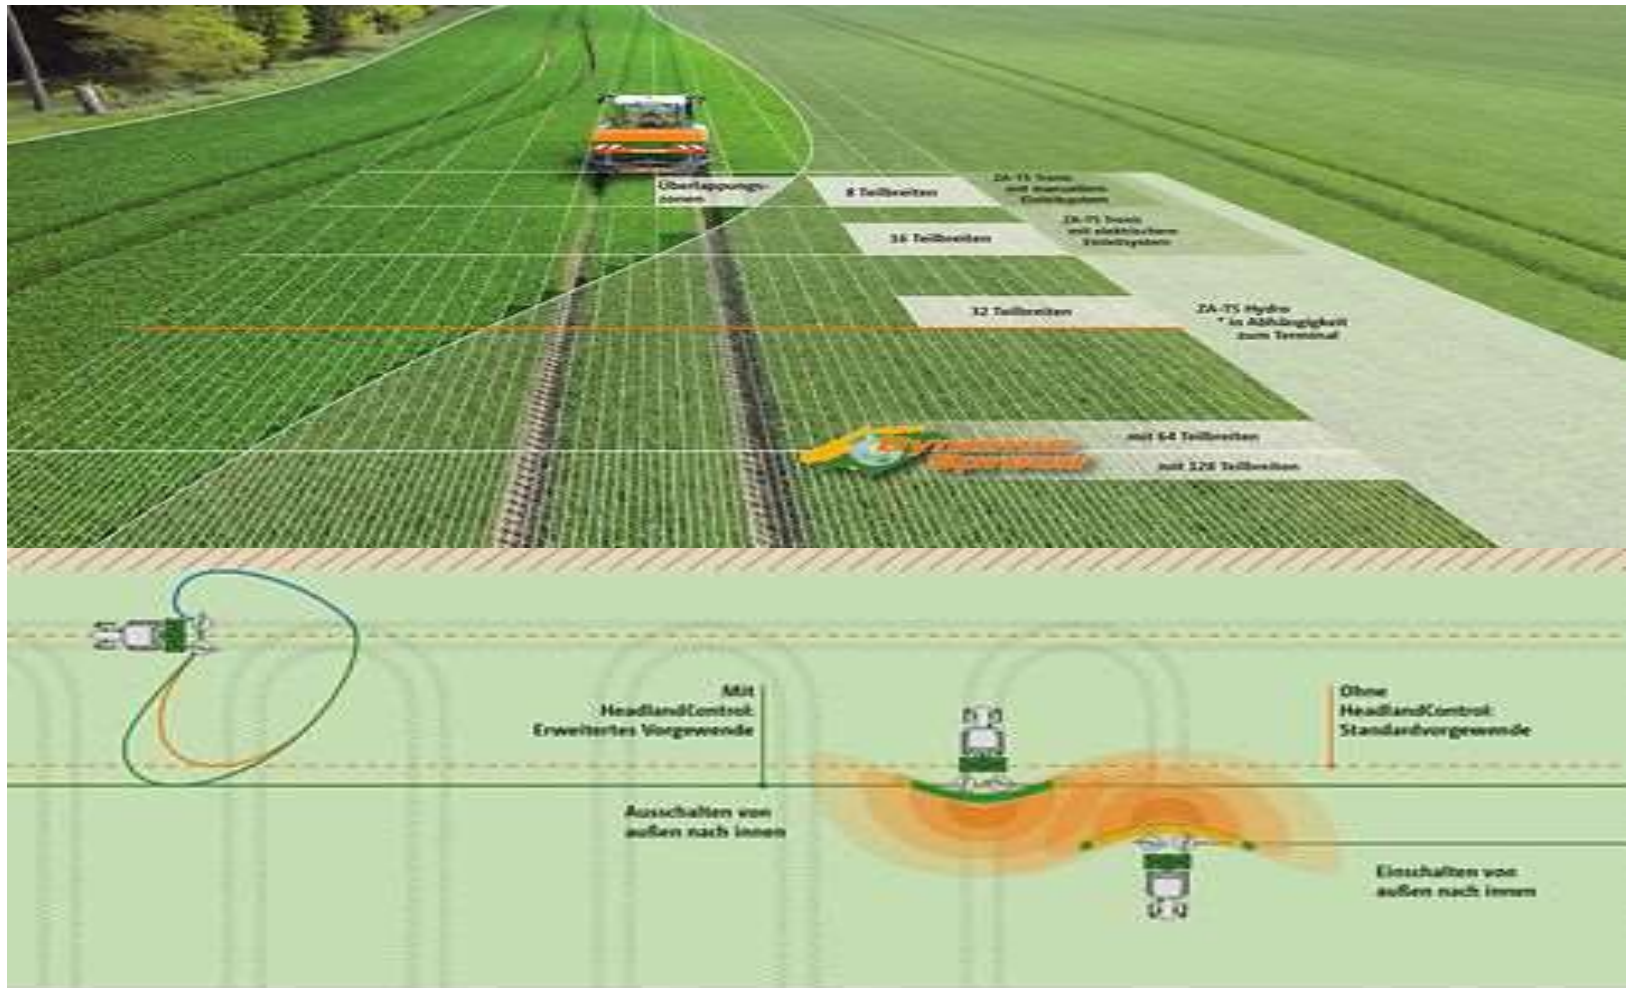 Überlappungs-
zonen
8 Teilbreiten
ZA-TS Tronic
mit manuellem
Einleitsystem
16 Teilbreiten
ZA-TS Tronic
mit elektrischem
Einleitsystem
32 Teilbreiten
ZA-TS Hydro
* in Abhängigkeit
zum Terminal
mit 64 Teilbreiten
mit 128 Teilbreiten
Mit
HeadlandControl:
Erweitertes Vorgewende
Ohne
HeadlandControl:
Standardvorgewende
Ausschalten von
außen nach innen
Einschalten von
außen nach innen